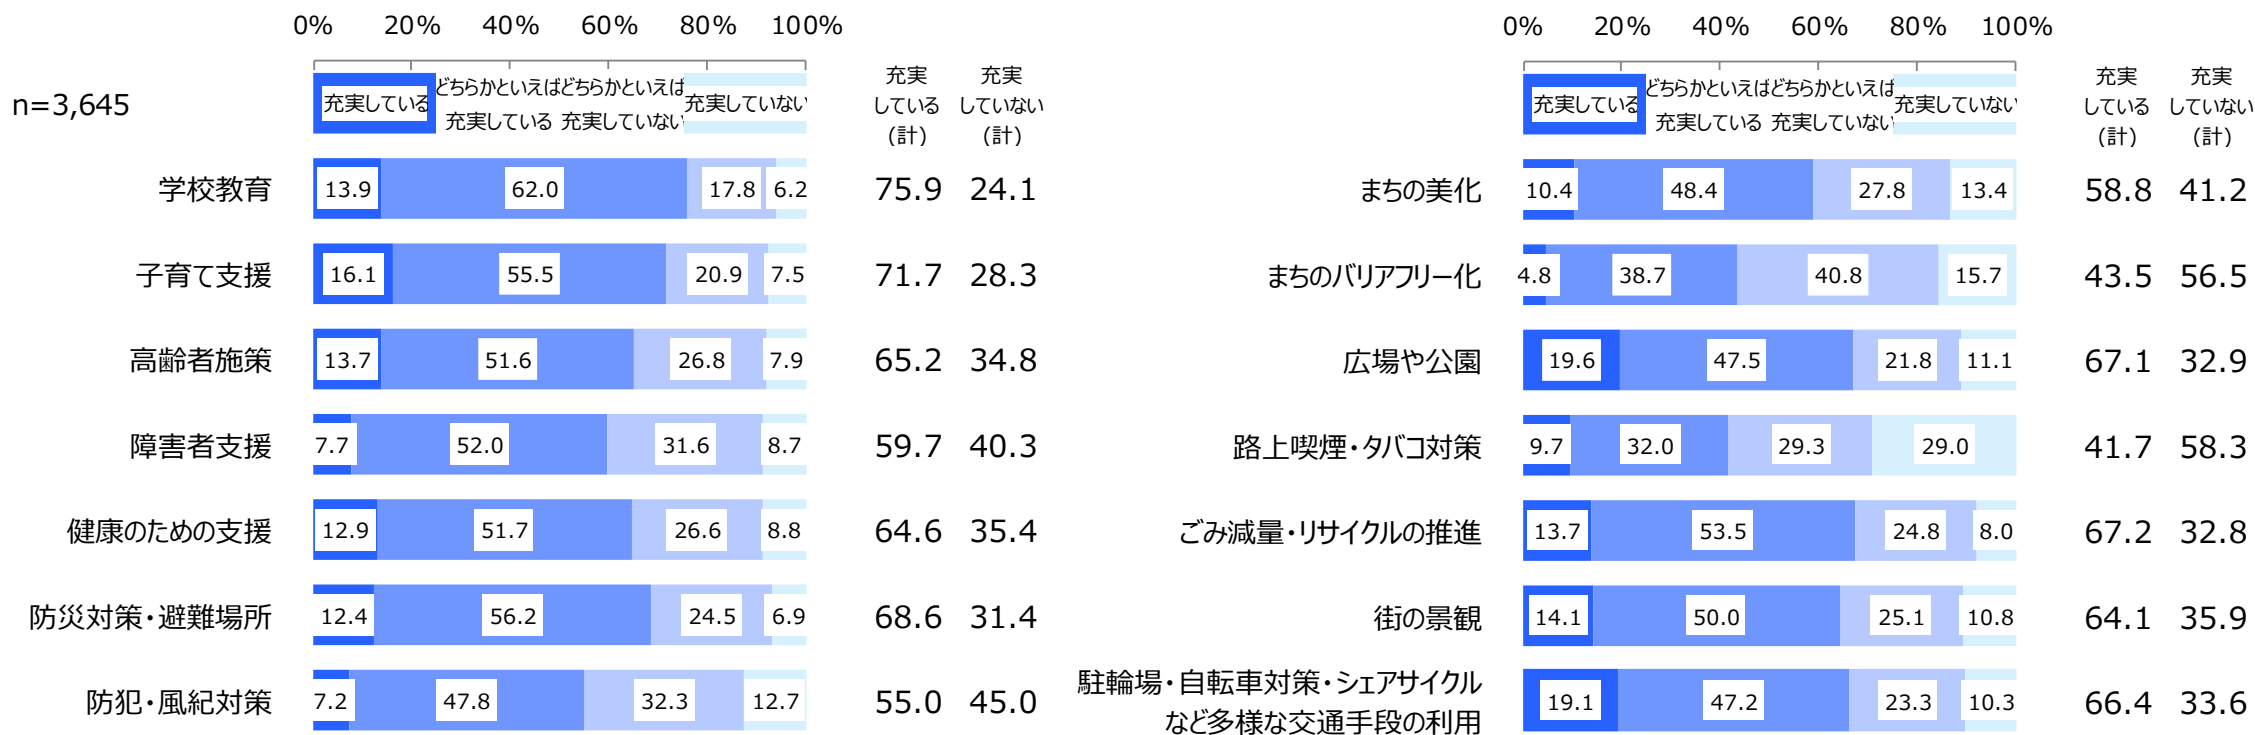 0% 20% 40% 60% 80% 100%
n=3,645
充実している
どちらかといえば
充実している
どちらかといえば
充実していない
充実していない
充実
している
(計)
充実
していない
(計)
学校教育 13.9 62.0 17.8 6.2 75.9 24.1
子育て支援 16.1 55.5 20.9 7.5 71.7 28.3
高齢者施策 13.7 51.6 26.8 7.9 65.2 34.8
障害者支援 7.7 52.0 31.6 8.7 59.7 40.3
健康のための支援 12.9 51.7 26.6 8.8 64.6 35.4
防災対策・避難場所 12.4 56.2 24.5 6.9 68.6 31.4
防犯・風紀対策 7.2 47.8 32.3 12.7 55.0 45.0
0% 20% 40% 60% 80% 100%
充実している
どちらかといえば
充実している
どちらかといえば
充実していない
充実していない
充実
している
(計)
充実
していない
(計)
まちの美化 10.4 48.4 27.8 13.4 58.8 41.2
まちのバリアフリー化 4.8 38.7 40.8 15.7 43.5 56.5
広場や公園 19.6 47.5 21.8 11.1 67.1 32.9
路上喫煙・タバコ対策 9.7 32.0 29.3 29.0 41.7 58.3
ごみ減量・リサイクルの推進 13.7 53.5 24.8 8.0 67.2 32.8
街の景観 14.1 50.0 25.1 10.8 64.1 35.9
駐輪場・自転車対策・シェアサイクル
など多様な交通手段の利用 19.1 47.2 23.3 10.3 66.4 33.6